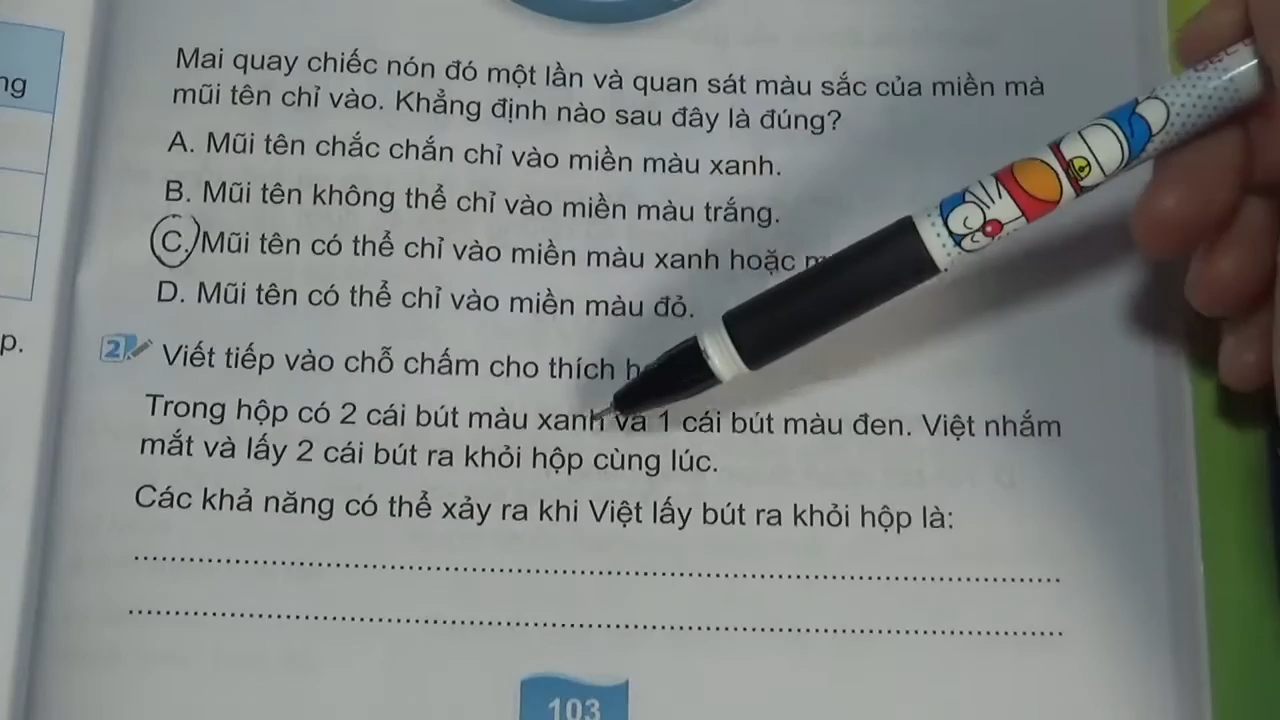 ng
p.
Mai quay chiếc nón đó một lần và quan sát màu sắc của miền mà
mũi tên chỉ vào. Khẳng định nào sau đây là đúng?
A. Mũi tên chắc chắn chỉ vào miền màu xanh.
B. Mũi tên không thể chỉ vào miền màu trắng.
C. Mũi tên có thể chỉ vào miền màu xanh hoặc
D. Mũi tên có thể chỉ vào miền màu đỏ.
2 Viết tiếp vào chỗ chấm cho thích
Trong hộp có 2 cái bút màu xanh và 1 cái bút màu đen. Việt nhắm
mắt và lấy 2 cái bút ra khỏi hộp cùng lúc.
Các khả năng có thể xảy ra khi Việt lấy bút ra khỏi hộp là:
103